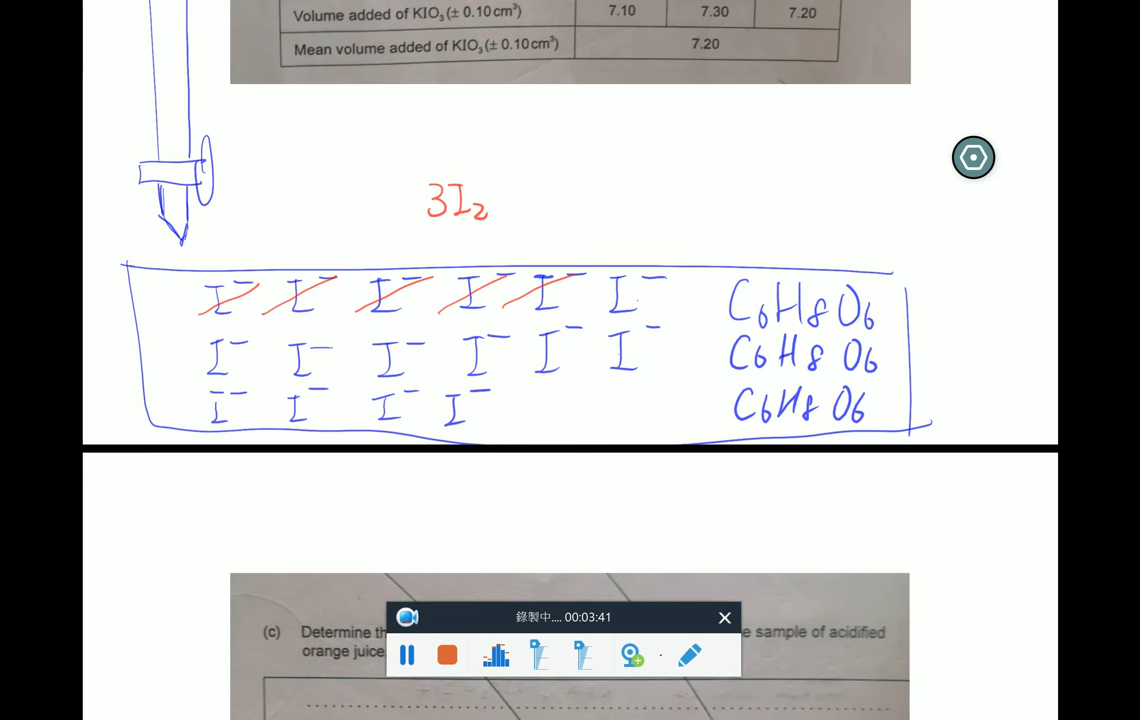 Volume added of KIO₃ (± 0.10 cm³) 7.10 7.30 7.20
Mean volume added of KIO₃ (± 0.10 cm³) 7.20
3I₂
I⁻ I⁻ I⁻ I⁻ I⁻ I⁻ C₆H₈O₆
I⁻ I⁻ I⁻ I⁻ I⁻ I⁻ C₆H₈O₆
I⁻ I⁻ I⁻ I⁻ C₆H₈O₆
錄製中.... 00:03:41
(c) Determine e sample of acidified
orange juice